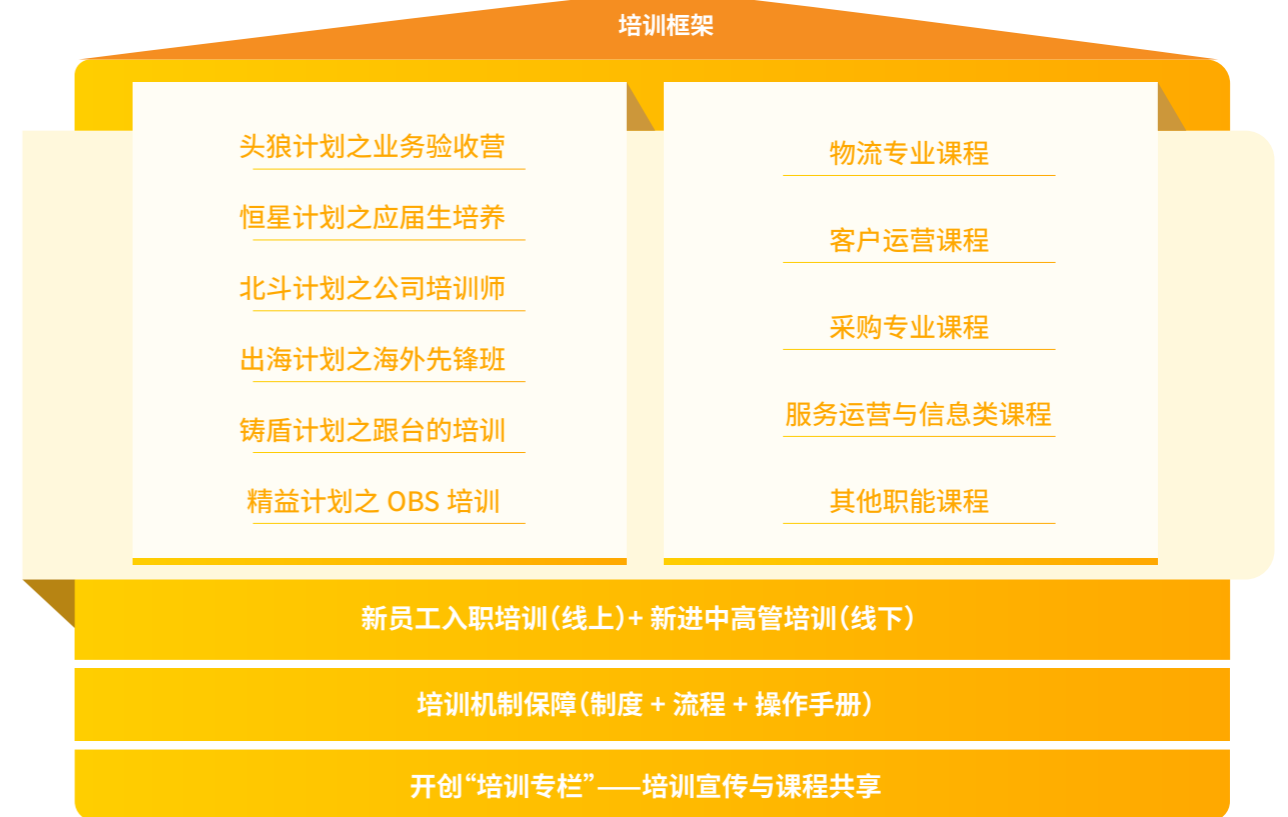 培训框架
头狼计划之业务验收营
恒星计划之应届生培养
北斗计划之公司培训师
出海计划之海外先锋班
铸盾计划之跟台的培训
精益计划之 OBS 培训
物流专业课程
客户运营课程
采购专业课程
服务运营与信息类课程
其他职能课程
新员工入职培训（线上）+ 新进中高管培训（线下）
培训机制保障（制度 + 流程 + 操作手册）
开创“培训专栏”——培训宣传与课程共享